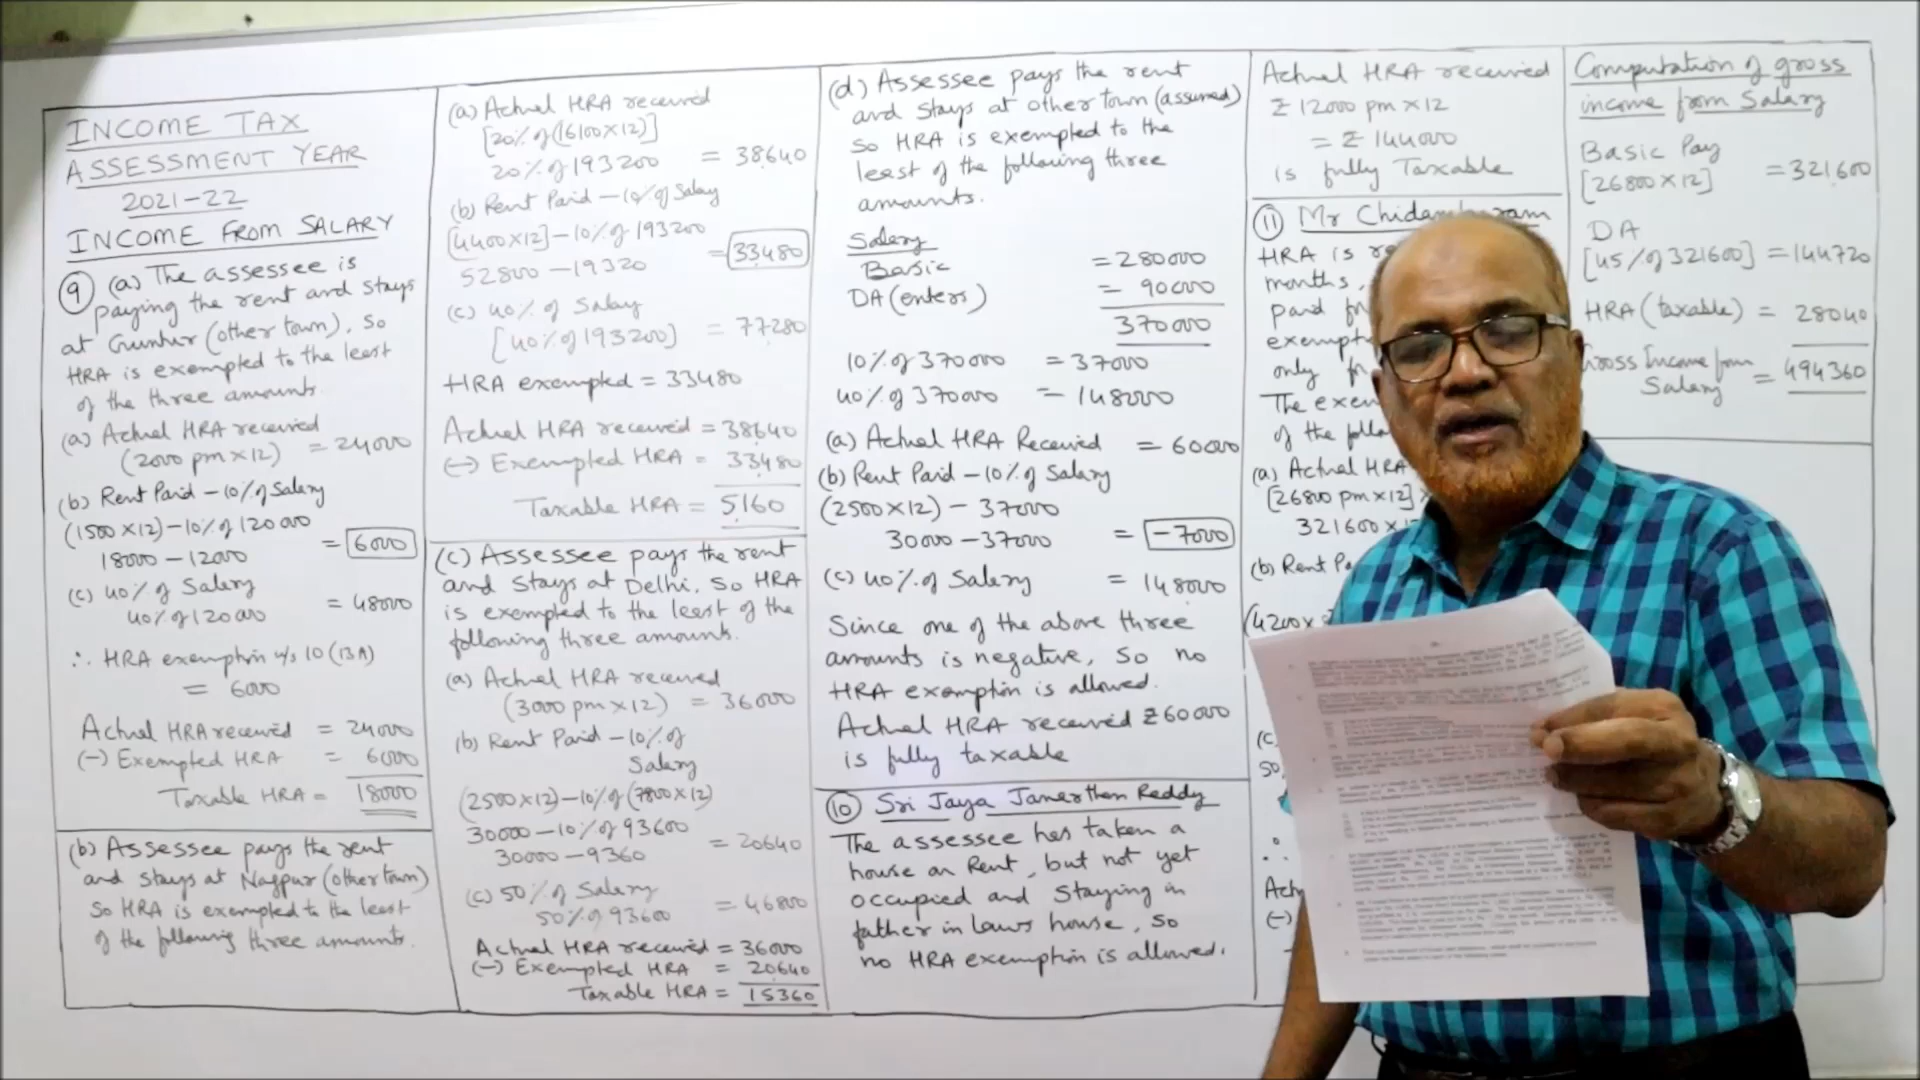 INCOME TAX
ASSESSMENT YEAR
2021-22
INCOME FROM SALARY
(9) (a) The assessee is
paying the rent and stays
at Guntur (other town), so
HRA is exempted to the least
of the three amounts.
(a) Actual HRA received
(2000 pm×12) = 24000
(b) Rent Paid - 10% of Salary
(1500×12) - 10% of 120000
18000 - 12000 = 6000
(c) 40% of Salary
40% of 120000 = 48000
∴ HRA exemption u/s 10(13A)
= 6000
Actual HRA received = 24000
(-) Exempted HRA = 6000
Taxable HRA = 18000
(b) Assessee pays the rent
and stays at Nagpur (other town)
So HRA is exempted to the least
of the following three amounts.
(a) Actual HRA received
[20% of (16100×12)]
20% of 193200 = 38640
(b) Rent Paid - 10% of Salary
[4400×12] - 10% of 193200
52800 - 19320 = 33480
(c) 40% of Salary
[40% of 193200] = 77280
HRA exempted = 33480
Actual HRA received = 38640
(-) Exempted HRA = 33480
Taxable HRA = 5160
(c) Assessee pays the rent
and stays at Delhi. So HRA
is exempted to the least of the
following three amounts.
(a) Actual HRA received
(3000 pm×12) = 36000
(b) Rent Paid - 10% of
Salary
(2500×12) - 10% of (7800×12)
30000 - 10% of 93600
30000 - 9360 = 20640
(c) 50% of Salary
50% of 93600 = 46800
Actual HRA received = 36000
(-) Exempted HRA = 20640
Taxable HRA = 15360
(d) Assessee pays the rent
and stays at other town (assumed)
So HRA is exempted to the
least of the following three
amounts.
Salary
Basic = 280000
DA (enters) = 90000
370000
10% of 370000 = 37000
40% of 370000 = 148000
(a) Actual HRA Received = 60000
(b) Rent Paid - 10% of Salary
(2500×12) - 37000
30000 - 37000 = -7000
(c) 40% of Salary = 148000
Since one of the above three
amounts is negative, so no
HRA exemption is allowed.
Actual HRA received ₹60000
is fully taxable
(10) Sri Jaya Janarthan Reddy
The assessee has taken a
house on Rent, but not yet
occupied and staying in
father in laws house, so
no HRA exemption is allowed.
Actual HRA received
₹ 12000 pm×12
= ₹ 144000
is fully Taxable
(11) Mr
HRA is
months,
paid
exempt
only
The
of the
(a) Actual HRA
[26800 pm×12]
321600×
(b) Rent
(4200×
(c)
50,
∴
(-)
Computation of gross
income from Salary
Basic Pay
[26800×12] = 321600
DA
[45% of 321600] = 144720
HRA (taxable) = 28040
Gross Income from
Salary = 494360